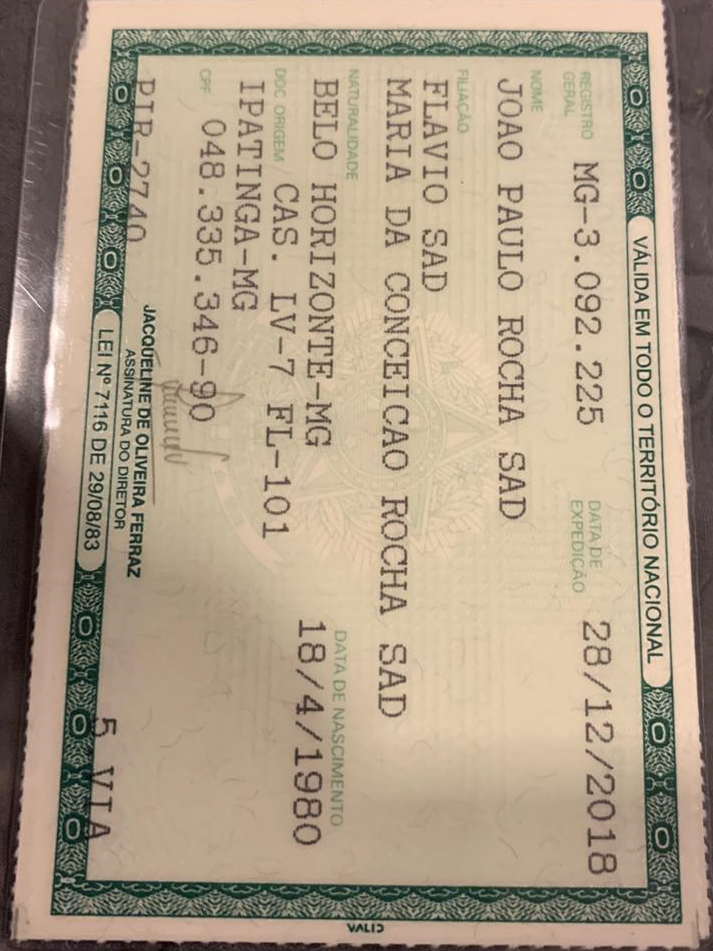 VÁLIDA EM TODO O TERRITÓRIO NACIONAL
REGISTRO GERAL MG-3.092.225 DATA DE EXPEDIÇÃO 28/12/2018
NOME
JOAO PAULO ROCHA SAD
FILIAÇÃO
FLAVIO SAD
MARIA DA CONCEICAO ROCHA SAD
NATURALIDADE DATA DE NASCIMENTO
BELO HORIZONTE-MG 18/4/1980
DOC ORIGEM CAS. LV-7 FL-101
IPATINGA-MG
CPF 048.335.346-90
JACQUELINE DE OLIVEIRA FERRAZ
PIR-2740 ASSINATURA DO DIRETOR 5 VIA
LEI Nº 7116 DE 29/08/83